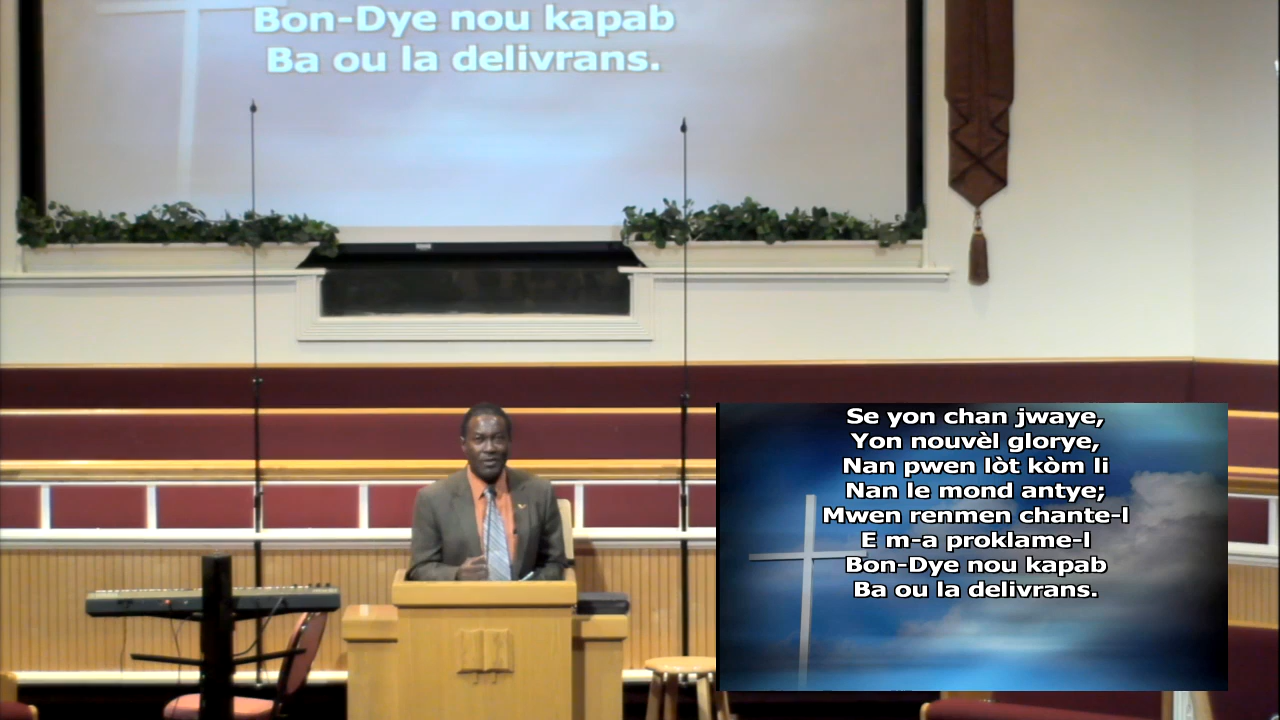 Bon-Dye nou kapab
Ba ou la delivrans.
Se yon chan jwaye,
Yon nouvèl glorye,
Nan pwen lòt kòm li
Nan le mond antye;
Mwen renmen chante-l
E m-a proklame-l
Bon-Dye nou kapab
Ba ou la delivrans.